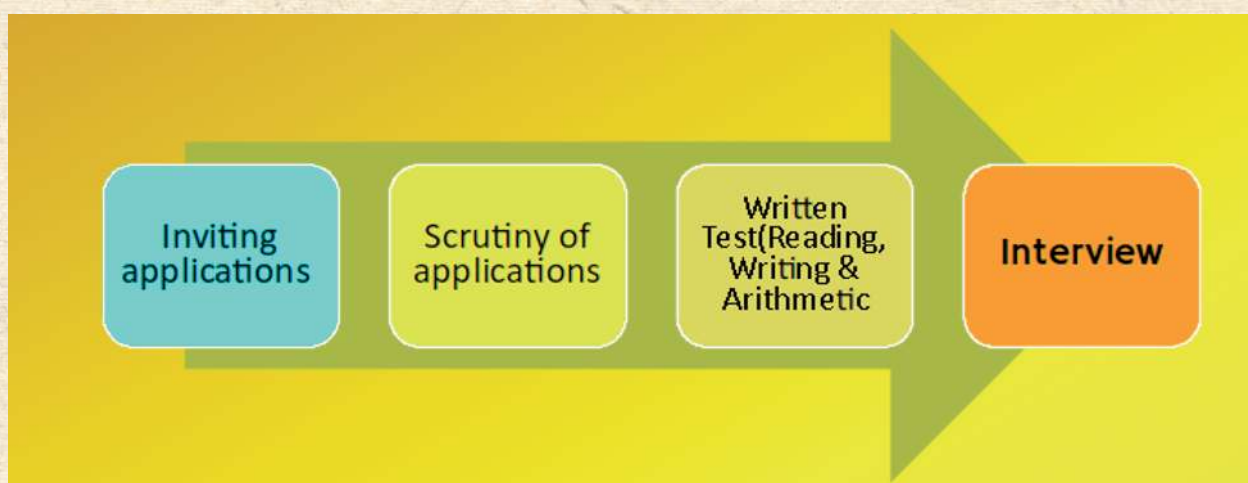 Inviting
applications
Scrutiny of
applications
Written
Test(Reading,
Writing &
Arithmetic
Interview